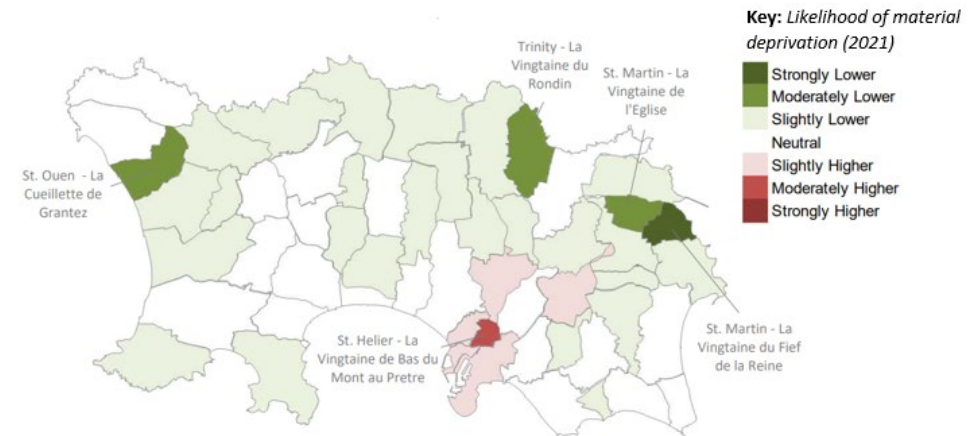 Key: Likelihood of material
deprivation (2021)
Strongly Lower
Moderately Lower
Slightly Lower
Neutral
Slightly Higher
Moderately Higher
Strongly Higher
Trinity - La
Vingtaine du
Rondin
St. Martin - La
Vingtaine de
l'Eglise
St. Ouen - La
Cueillette de
Grantez
St. Helier - La
Vingtaine de Bas du
Mont au Pretre
St. Martin - La
Vingtaine du Fief
de la Reine